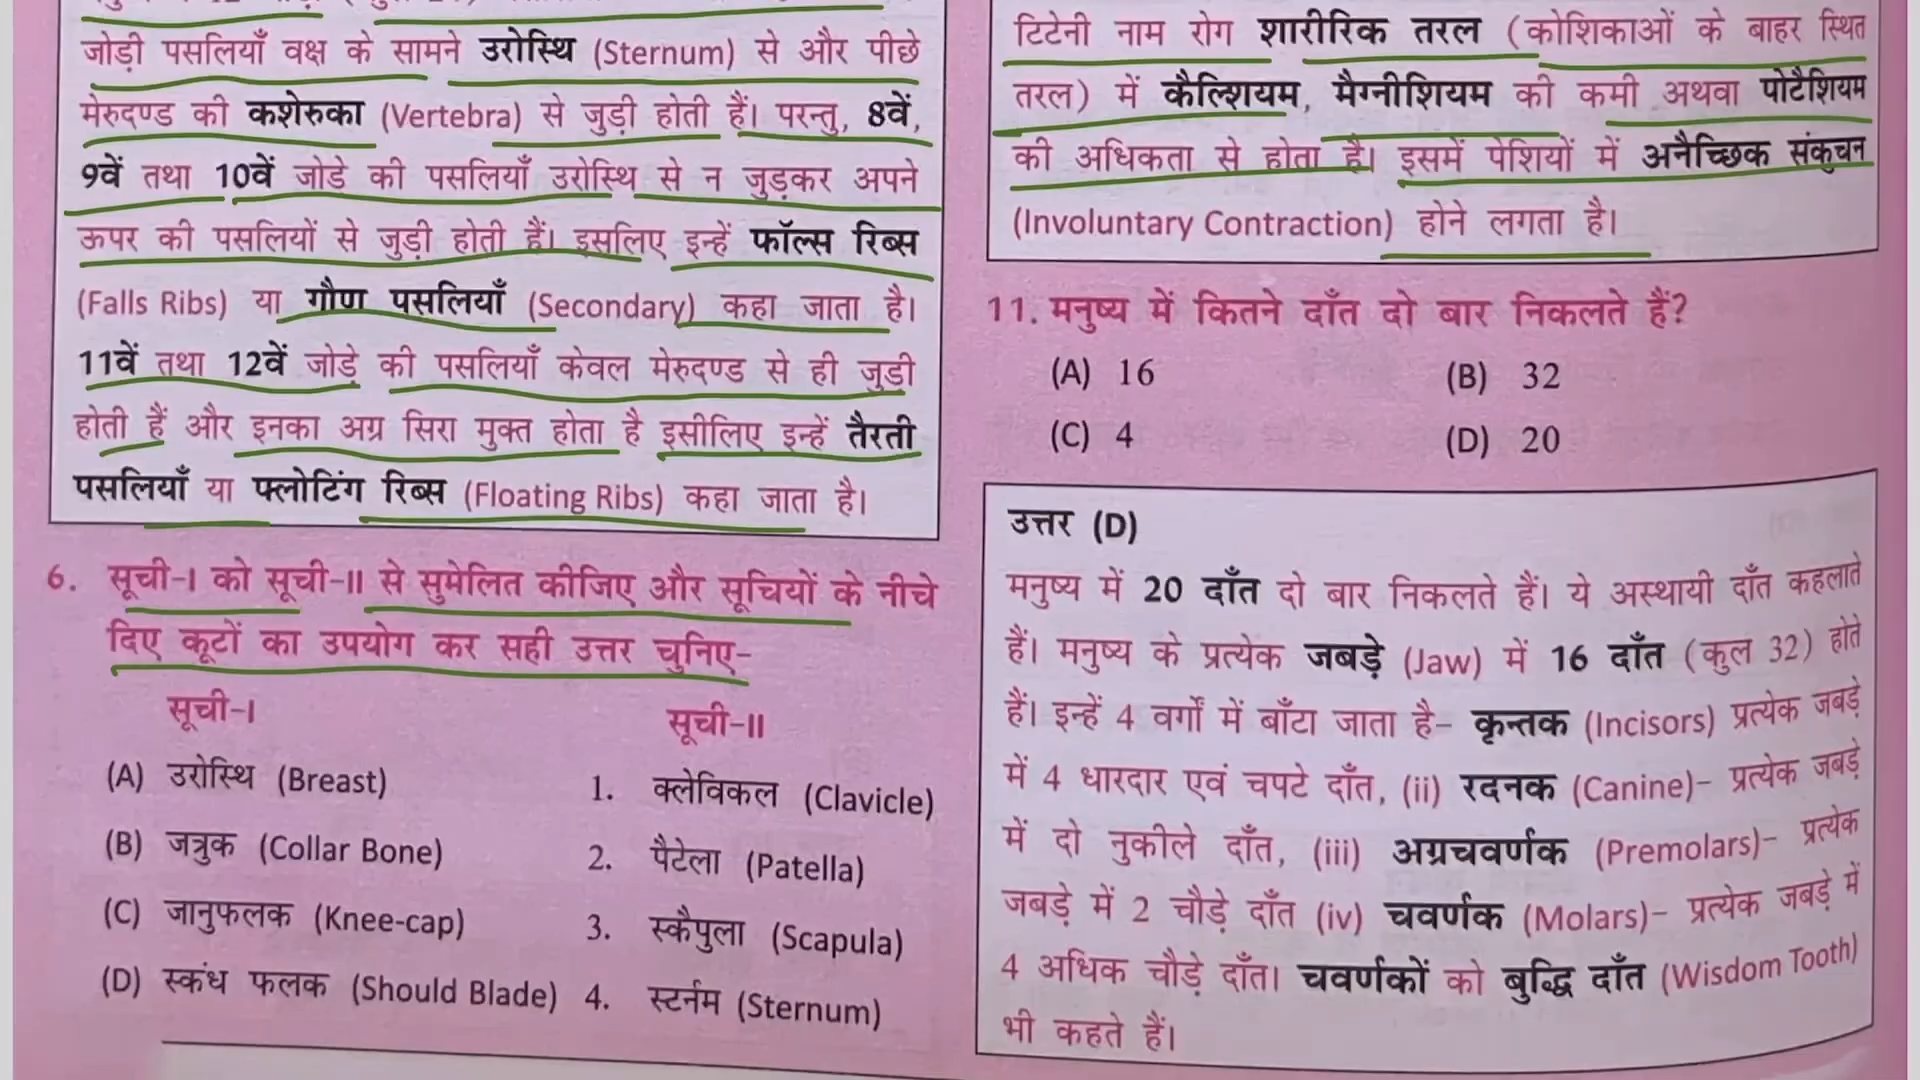 जोड़ी पसलियाँ वक्ष के सामने उरोस्थि (Sternum) से और पीछे
मेरुदण्ड की कशेरुका (Vertebra) से जुड़ी होती हैं। परन्तु, 8वें,
9वें तथा 10वें जोडे की पसलियाँ उरोस्थि से न जुड़कर अपने
ऊपर की पसलियों से जुड़ी होती हैं। इसलिए इन्हें फॉल्स रिब्स
(Falls Ribs) या गौण पसलियाँ (Secondary) कहा जाता है।
11वें तथा 12वें जोड़े की पसलियाँ केवल मेरुदण्ड से ही जुडी
होती हैं और इनका अग्र सिरा मुक्त होता है इसीलिए इन्हें तैरती
पसलियाँ या फ्लोटिंग रिब्स (Floating Ribs) कहा जाता है।
6. सूची-I को सूची-II से सुमेलित कीजिए और सूचियों के नीचे
दिए कूटों का उपयोग कर सही उत्तर चुनिए-
सूची-I सूची-II
(A) उरोस्थि (Breast) 1. क्लेविकल (Clavicle)
(B) जत्रुक (Collar Bone) 2. पैटेला (Patella)
(C) जानुफलक (Knee-cap) 3. स्कैपुला (Scapula)
(D) स्कंध फलक (Should Blade) 4. स्टर्नम (Sternum)
टिटेनी नाम रोग शारीरिक तरल (कोशिकाओं के बाहर स्थित
तरल) में कैल्शियम, मैग्नीशियम की कमी अथवा पोटैशियम
की अधिकता से होता है। इसमें पेशियों में अनैच्छिक संकुचन
(Involuntary Contraction) होने लगता है।
11. मनुष्य में कितने दाँत दो बार निकलते हैं?
(A) 16 (B) 32
(C) 4 (D) 20
उत्तर (D)
मनुष्य में 20 दाँत दो बार निकलते हैं। ये अस्थायी दाँत कहलाते
हैं। मनुष्य के प्रत्येक जबड़े (Jaw) में 16 दाँत (कुल 32) होते
हैं। इन्हें 4 वर्गों में बाँटा जाता है- कृन्तक (Incisors) प्रत्येक जबड़े
में 4 धारदार एवं चपटे दाँत, (ii) रदनक (Canine)- प्रत्येक जबड़े
में दो नुकीले दाँत, (iii) अग्रचवर्णक (Premolars)- प्रत्येक
जबड़े में 2 चौड़े दाँत (iv) चवर्णक (Molars)- प्रत्येक जबड़े में
4 अधिक चौड़े दाँत। चवर्णकों को बुद्धि दाँत (Wisdom Tooth)
भी कहते हैं।